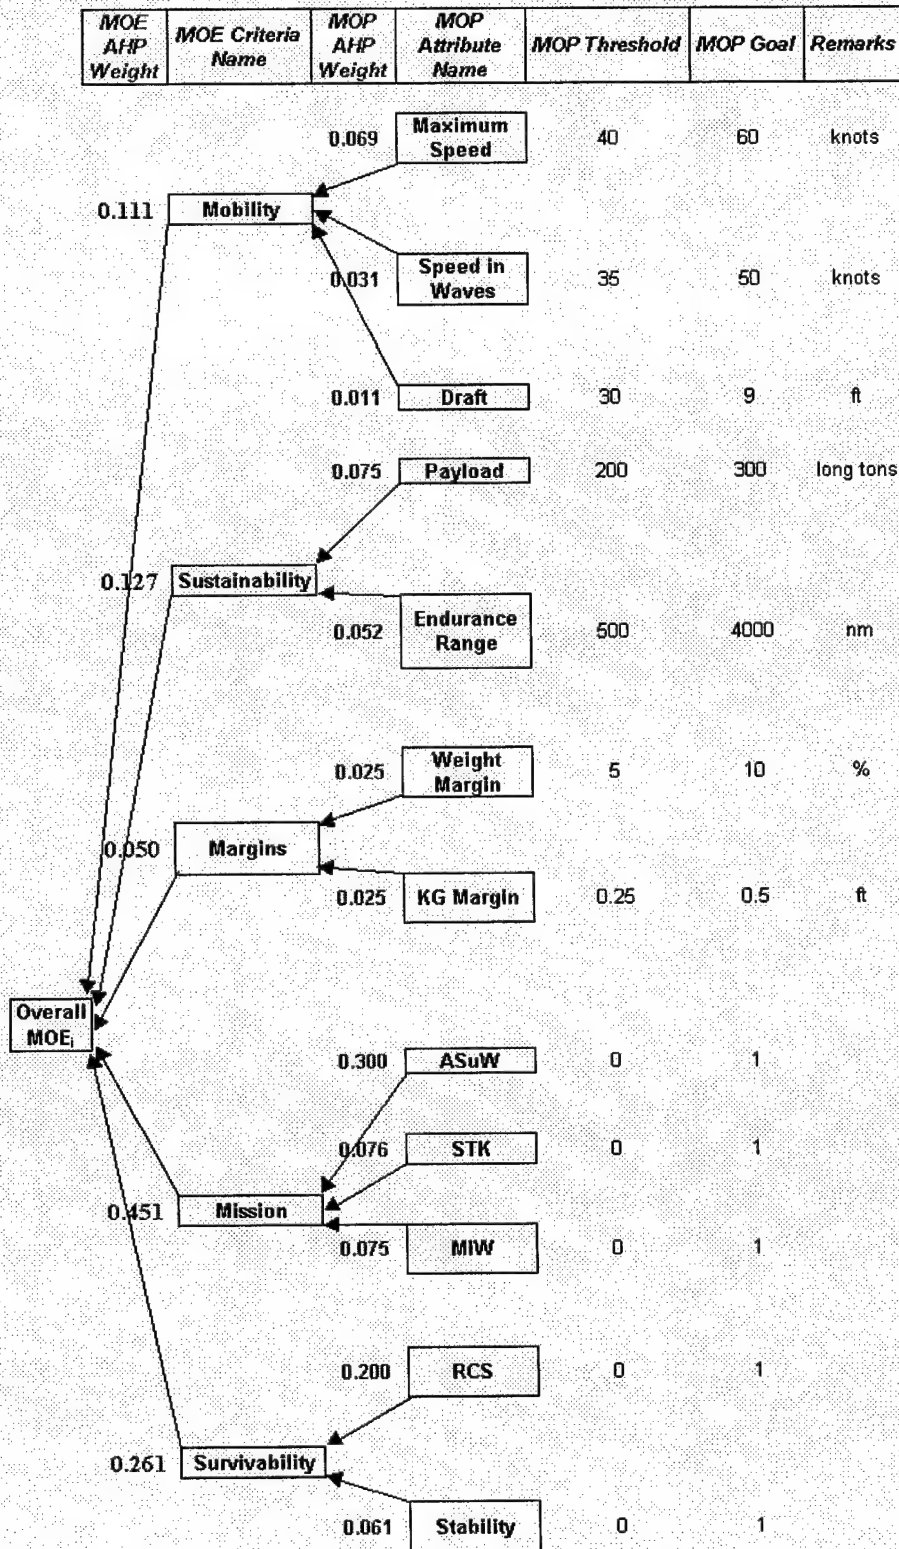 MOE AHP Weight
MOE Criteria Name
MOP AHP Weight
MOP Attribute Name
MOP Threshold
MOP Goal
Remarks
0.069
Maximum Speed
40
60
knots
0.111
Mobility
0.031
Speed in Waves
35
50
knots
0.011
Draft
30
9
ft
0.075
Payload
200
300
long tons
0.127
Sustainability
0.052
Endurance Range
500
4000
nm
0.025
Weight Margin
5
10
%
0.050
Margins
0.025
KG Margin
0.25
0.5
ft
Overall MOEi
0.300
ASuW
0
1
0.076
STK
0
1
0.451
Mission
0.075
MIW
0
1
0.200
RCS
0
1
0.261
Survivability
0.061
Stability
0
1